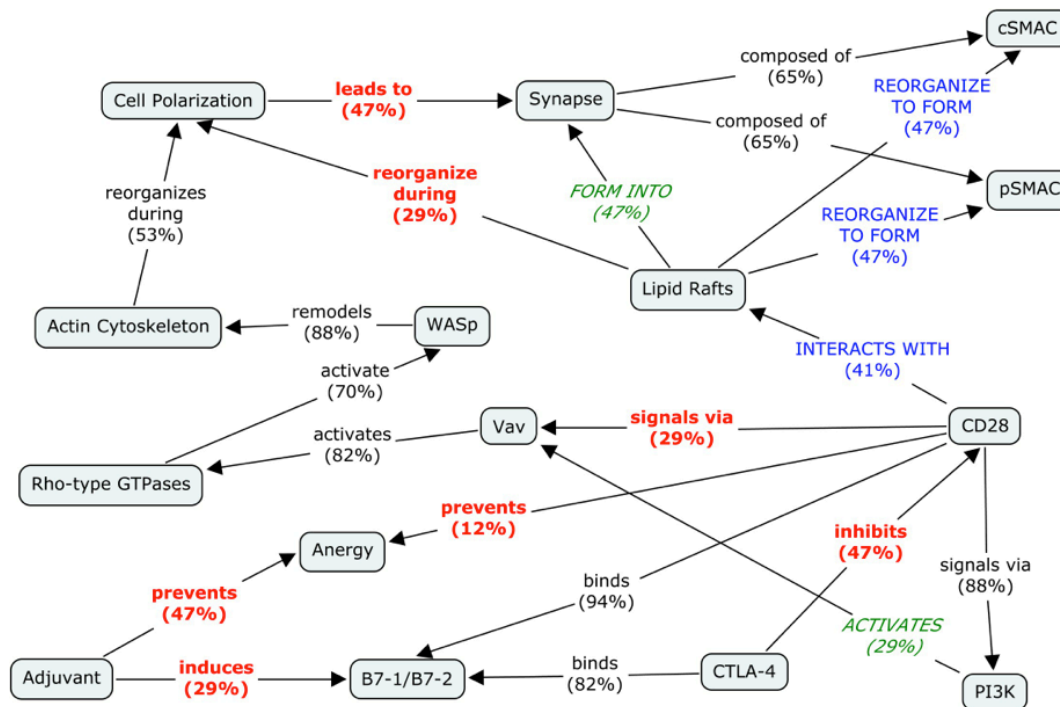 cSMAC
composed of
(65%)
Cell Polarization
leads to
(47%)
Synapse
REORGANIZE
TO FORM
(47%)
composed of
(65%)
reorganize
during
(29%)
FORM INTO
(47%)
pSMAC
reorganizes
during
(53%)
REORGANIZE
TO FORM
(47%)
Lipid Rafts
Actin Cytoskeleton
remodels
(88%)
WASp
INTERACTS WITH
(41%)
activate
(70%)
Vav
signals via
(29%)
CD28
activates
(82%)
Rho-type GTPases
prevents
(12%)
Anergy
inhibits
(47%)
signals via
(88%)
binds
(94%)
prevents
(47%)
ACTIVATES
(29%)
Adjuvant
induces
(29%)
B7-1/B7-2
binds
(82%)
CTLA-4
PI3K